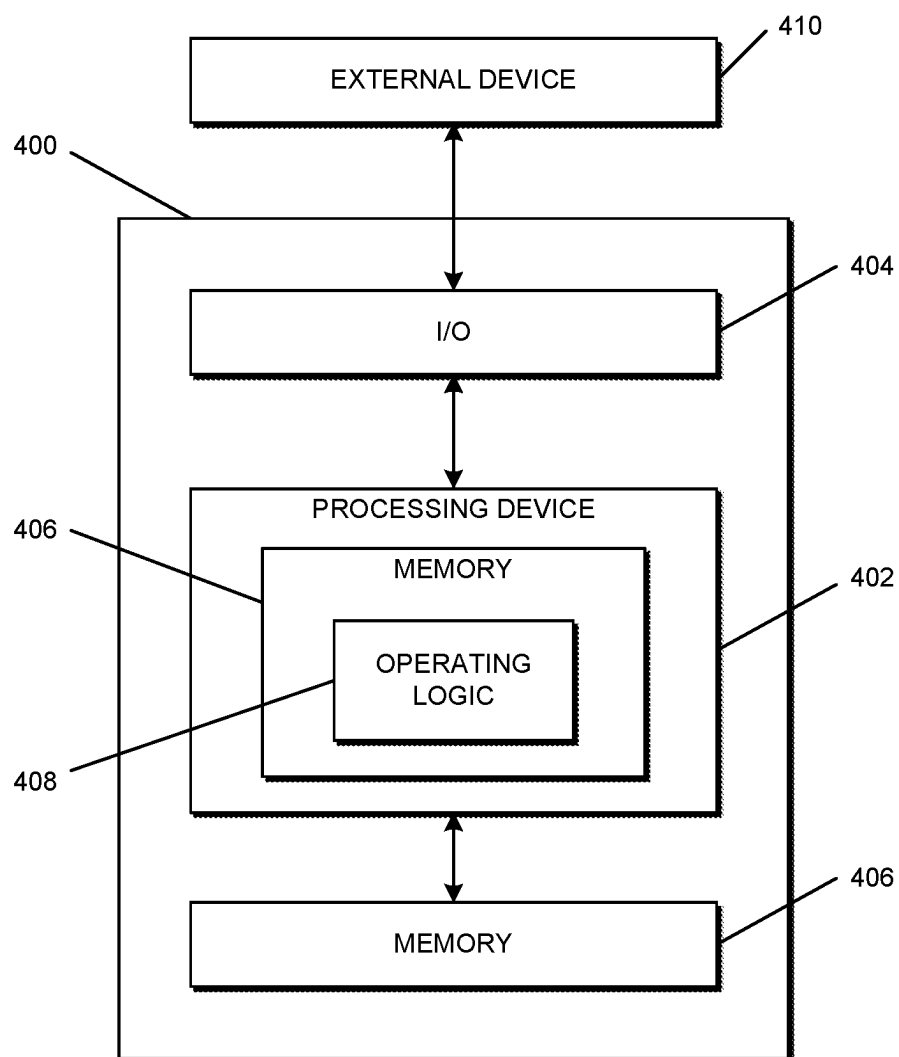 410
EXTERNAL DEVICE
400
404
I/O
PROCESSING DEVICE
406
MEMORY
402
OPERATING
LOGIC
408
406
MEMORY